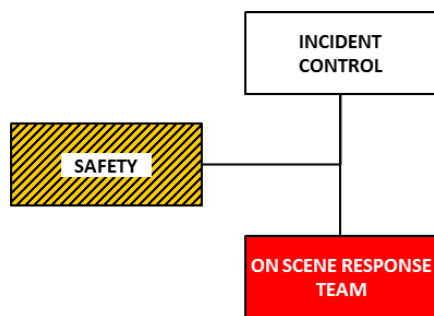 INCIDENT
CONTROL
SAFETY
ON SCENE RESPONSE
TEAM